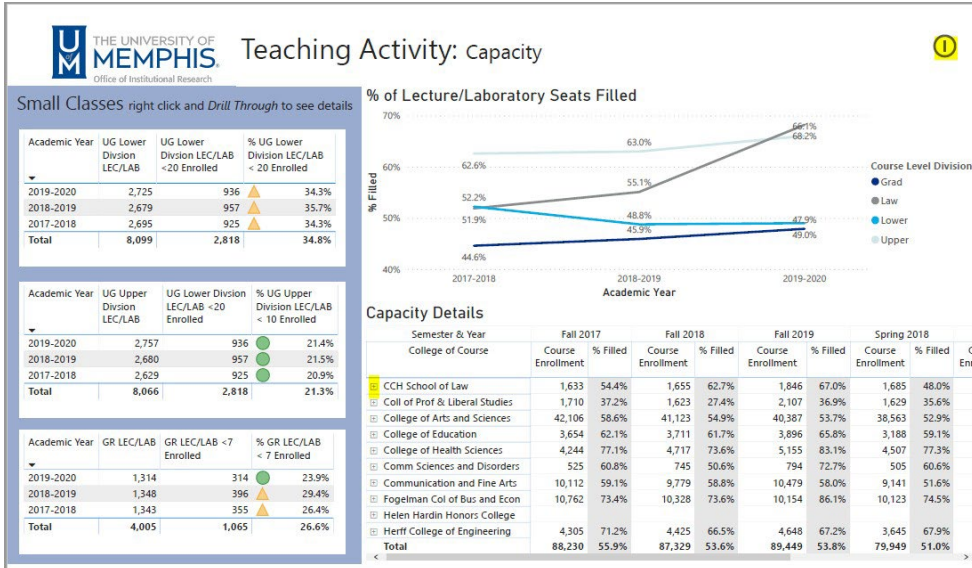 THE UNIVERSITY OF
MEMPHIS.
Office of Institutional Research
Teaching Activity: Capacity
Small Classes right click and Drill Through to see details
Academic Year UG Lower Divsion LEC/LAB UG Lower Divsion LEC/LAB <20 Enrolled % UG Lower Division LEC/LAB < 20 Enrolled
2019-2020 2,725 936 34.3%
2018-2019 2,679 957 35.7%
2017-2018 2,695 925 34.3%
Total 8,099 2,818 34.8%
Academic Year UG Upper Divsion LEC/LAB UG Lower Divsion LEC/LAB <20 Enrolled % UG Upper Division LEC/LAB < 10 Enrolled
2019-2020 2,757 936 21.4%
2018-2019 2,680 957 21.5%
2017-2018 2,629 925 20.9%
Total 8,066 2,818 21.3%
Academic Year GR LEC/LAB GR LEC/LAB <7 Enrolled % GR LEC/LAB < 7 Enrolled
2019-2020 1,314 314 23.9%
2018-2019 1,348 396 29.4%
2017-2018 1,343 355 26.4%
Total 4,005 1,065 26.6%
% of Lecture/Laboratory Seats Filled
70%
60%
50%
40%
% Filled
62.6% 63.0% 66.1%
68.2%
52.2% 55.1%
51.9% 48.8% 47.9%
45.9% 49.0%
44.6%
2017-2018 2018-2019 2019-2020
Academic Year
Course Level Division
Grad
Law
Lower
Upper
Capacity Details
Semester & Year Fall 2017 Fall 2018 Fall 2019 Spring 2018
College of Course Course Enrollment % Filled Course Enrollment % Filled Course Enrollment % Filled Course Enrollment % Filled
CCH School of Law 1,633 54.4% 1,655 62.7% 1,846 67.0% 1,685 48.0%
Coll of Prof & Liberal Studies 1,710 37.2% 1,623 27.4% 2,107 36.9% 1,629 35.6%
College of Arts and Sciences 42,106 58.6% 41,123 54.9% 40,387 53.7% 38,563 52.9%
College of Education 3,654 62.1% 3,711 61.7% 3,896 65.8% 3,188 59.1%
College of Health Sciences 4,244 77.1% 4,717 73.6% 5,155 83.1% 4,507 77.3%
Comm Sciences and Disorders 525 60.8% 745 50.6% 794 72.7% 505 60.6%
Communication and Fine Arts 10,112 59.1% 9,779 58.8% 10,479 58.0% 9,141 51.6%
Fogelman Col of Bus and Econ 10,762 73.4% 10,328 73.6% 10,154 86.1% 10,123 74.5%
Helen Hardin Honors College
Herff College of Engineering 4,305 71.2% 4,425 66.5% 4,648 67.2% 3,645 67.9%
Total 88,230 55.9% 87,329 53.6% 89,449 53.8% 79,949 51.0%